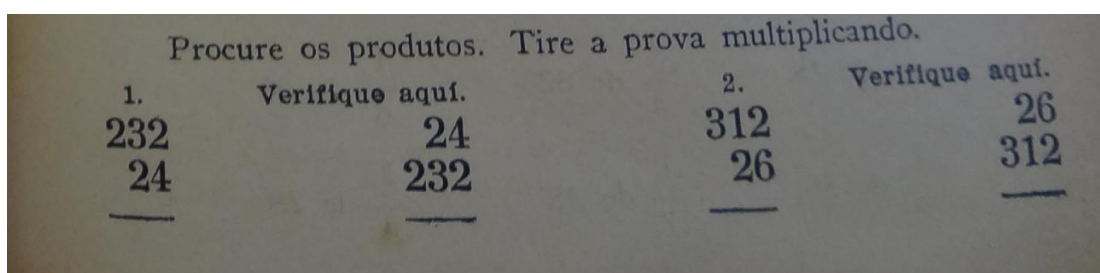 Procure os produtos. Tire a prova multiplicando.
1. Verifique aquí. 2. Verifique aquí.
232 24 312 26
24 232 26 312